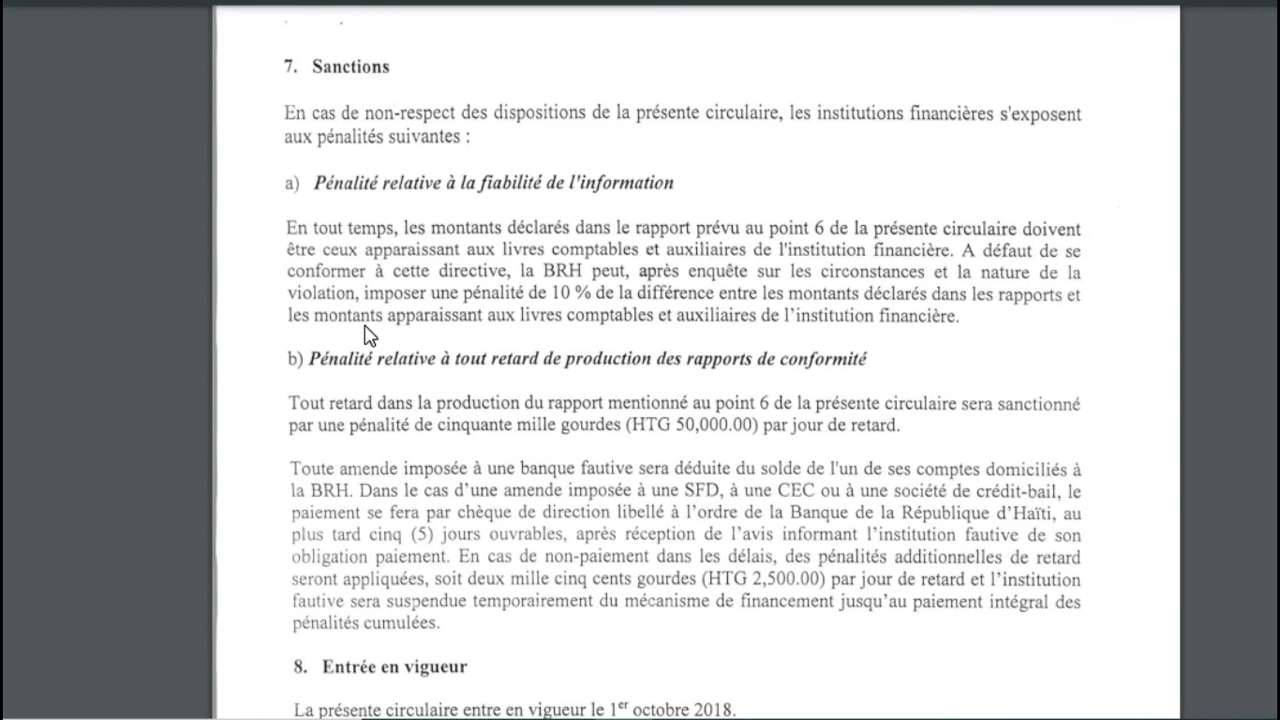 7. Sanctions
En cas de non-respect des dispositions de la présente circulaire, les institutions financières s'exposent
aux pénalités suivantes :
a) Pénalité relative à la fiabilité de l'information
En tout temps, les montants déclarés dans le rapport prévu au point 6 de la présente circulaire doivent
être ceux apparaissant aux livres comptables et auxiliaires de l'institution financière. A défaut de se
conformer à cette directive, la BRH peut, après enquête sur les circonstances et la nature de la
violation, imposer une pénalité de 10 % de la différence entre les montants déclarés dans les rapports et
les montants apparaissant aux livres comptables et auxiliaires de l'institution financière.
b) Pénalité relative à tout retard de production des rapports de conformité
Tout retard dans la production du rapport mentionné au point 6 de la présente circulaire sera sanctionné
par une pénalité de cinquante mille gourdes (HTG 50,000.00) par jour de retard.
Toute amende imposée à une banque fautive sera déduite du solde de l'un de ses comptes domiciliés à
la BRH. Dans le cas d'une amende imposée à une SFD, à une CEC ou à une société de crédit-bail, le
paiement se fera par chèque de direction libellé à l'ordre de la Banque de la République d'Haïti, au
plus tard cinq (5) jours ouvrables, après réception de l'avis informant l'institution fautive de son
obligation paiement. En cas de non-paiement dans les délais, des pénalités additionnelles de retard
seront appliquées, soit deux mille cinq cents gourdes (HTG 2,500.00) par jour de retard et l'institution
fautive sera suspendue temporairement du mécanisme de financement jusqu'au paiement intégral des
pénalités cumulées.
8. Entrée en vigueur
La présente circulaire entre en vigueur le 1er octobre 2018.